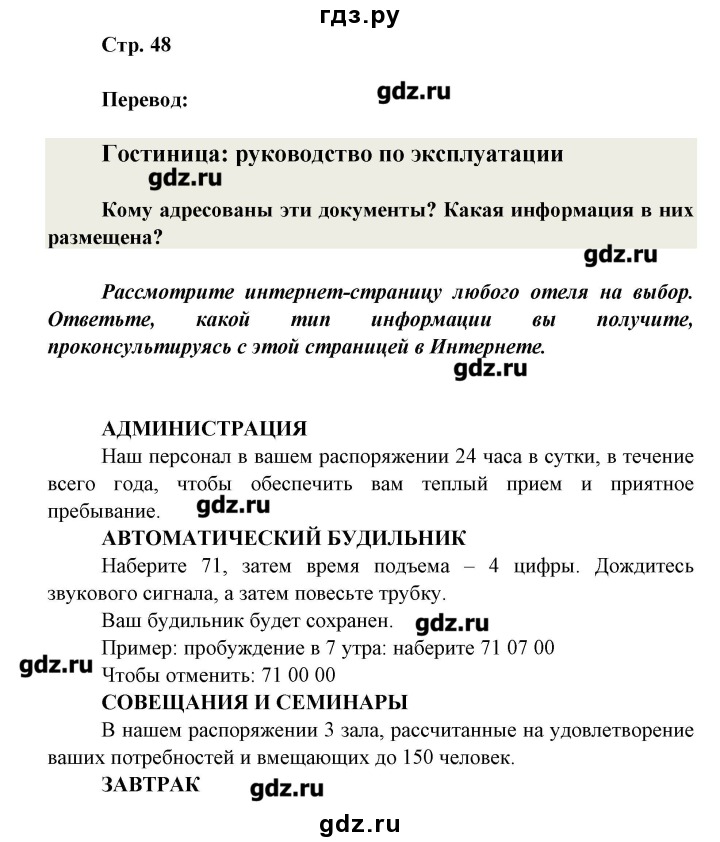 гдз.ру
Стр. 48
Перевод:
gdz.ru
Гостиница: руководство по эксплуатации
gdz.ru
Кому адресованы эти документы? Какая информация в них
размещена?
gdz.ru
Рассмотрите интернет-страницу любого отеля на выбор.
Ответьте, какой тип информации вы получите,
проконсультируясь с этой страницей в Интернете.
gdz.ru
АДМИНИСТРАЦИЯ
Наш персонал в вашем распоряжении 24 часа в сутки, в течение
всего года, чтобы обеспечить вам теплый прием и приятное
пребывание.
gdz.ru
АВТОМАТИЧЕСКИЙ БУДИЛЬНИК
Наберите 71, затем время подъема – 4 цифры. Дождитесь
звукового сигнала, а затем повесьте трубку.
Ваш будильник будет сохранен.
gdz.ru
Пример: пробуждение в 7 утра: наберите 71 07 00
gdz.ru
Чтобы отменить: 71 00 00
СОВЕЩАНИЯ И СЕМИНАРЫ
В нашем распоряжении 3 зала, рассчитанные на удовлетворение
ваших потребностей и вмещающих до 150 человек.
ЗАВТРАК
gdz.ru
gdz.ru